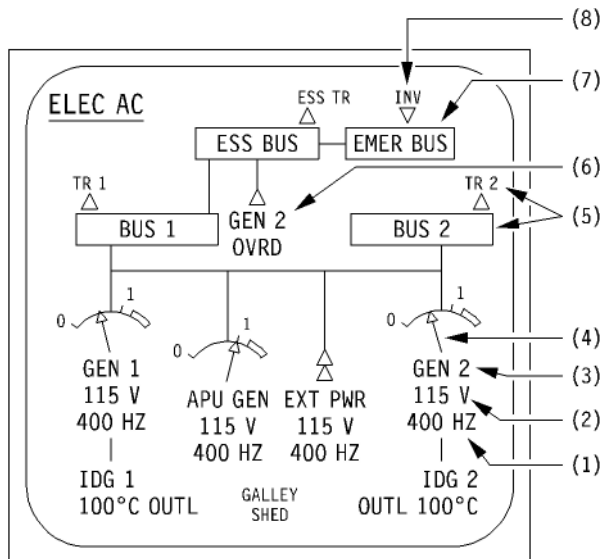 (8)
ELEC AC
ESS TR
INV
(7)
ESS BUS
EMER BUS
(6)
TR 1
TR 2
BUS 1
GEN 2
OVRD
BUS 2
(5)
0
1
0
1
0
1
(4)
GEN 1
115 V
400 HZ
APU GEN
115 V
400 HZ
EXT PWR
115 V
400 HZ
GEN 2
115 V
400 HZ
(3)
(2)
(1)
IDG 1
100°C OUTL
GALLEY
SHED
IDG 2
OUTL 100°C